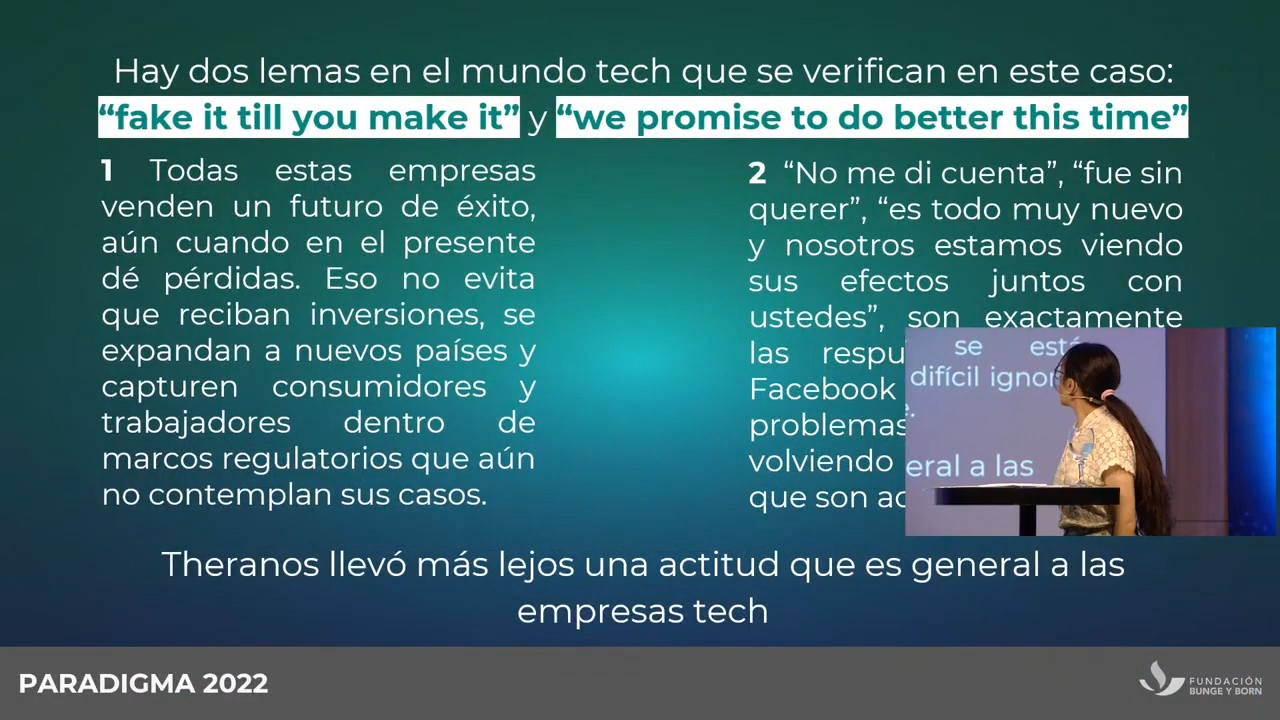 Hay dos lemas en el mundo tech que se verifican en este caso:
“fake it till you make it” y “we promise to do better this time”
1 Todas estas empresas
venden un futuro de éxito,
aún cuando en el presente
dé pérdidas. Eso no evita
que reciban inversiones, se
expandan a nuevos países y
capturen consumidores y
trabajadores dentro de
marcos regulatorios que aún
no contemplan sus casos.
2 “No me di cuenta”, “fue sin
querer”, “es todo muy nuevo
y nosotros estamos viendo
sus efectos juntos con
ustedes”, son exactamente
las
Facebook
problemas
volviendo
que son
se
difícil
eral a las
Theranos llevó más lejos una actitud que es general a las
empresas tech
PARADIGMA 2022
FUNDACIÓN
BUNGE Y BORN